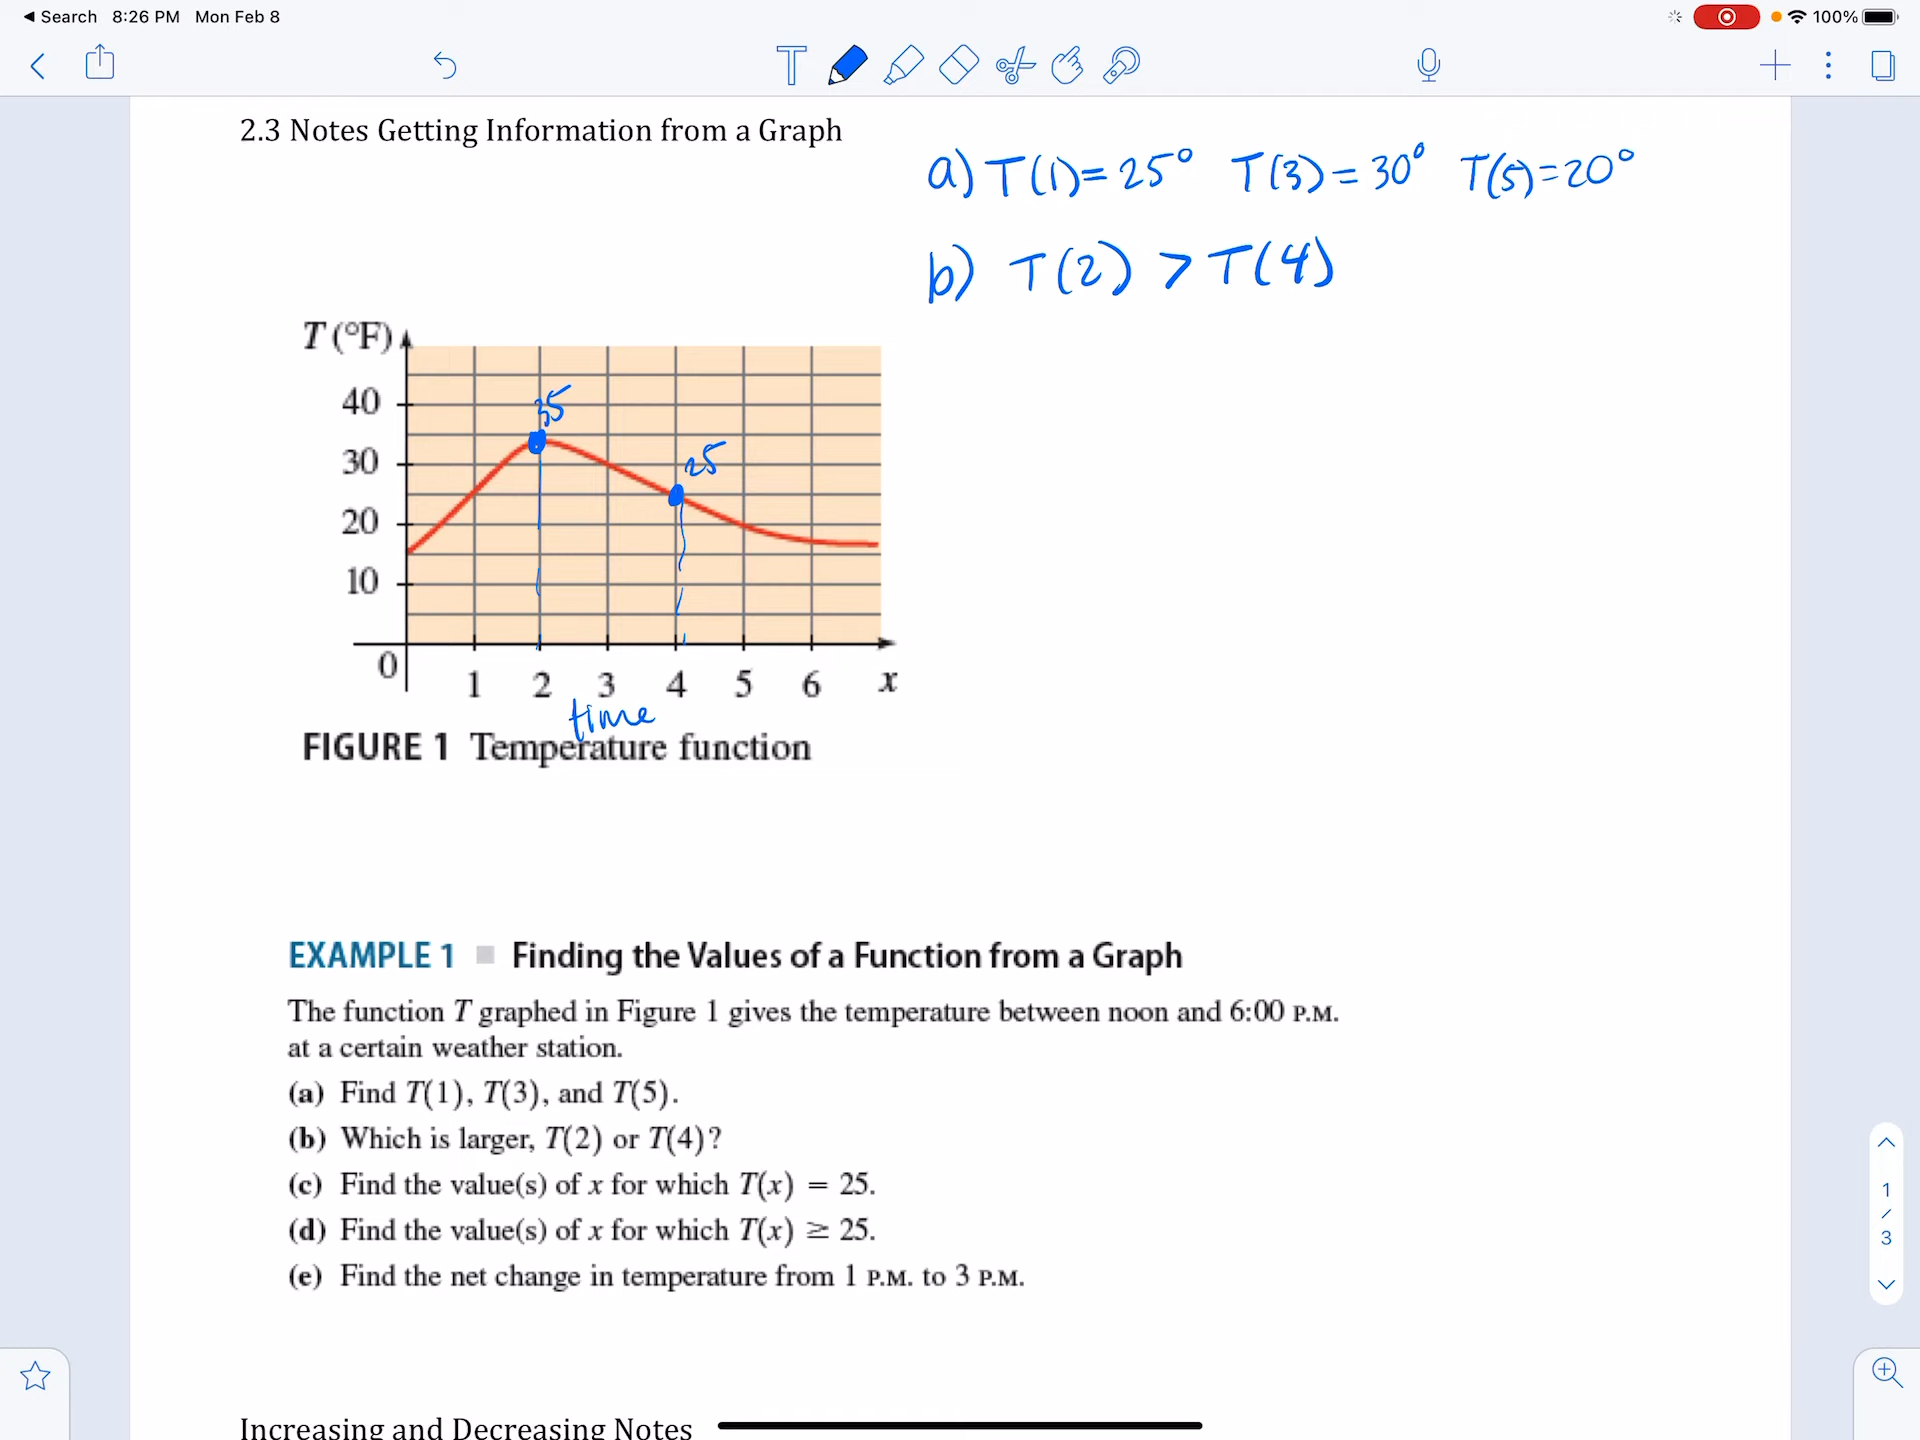 Search 8:26 PM Mon Feb 8 100%
2.3 Notes Getting Information from a Graph
a) T(1)= 25° T(3)= 30° T(5)=20°
b) T(2) > T(4)
T (°F)
40
35
30
25
20
10
0
1 2 3 4 5 6 x
time
FIGURE 1 Temperature function
EXAMPLE 1 Finding the Values of a Function from a Graph
The function T graphed in Figure 1 gives the temperature between noon and 6:00 P.M.
at a certain weather station.
(a) Find T(1), T(3), and T(5).
(b) Which is larger, T(2) or T(4)?
(c) Find the value(s) of x for which T(x) = 25.
(d) Find the value(s) of x for which T(x) ≥ 25.
(e) Find the net change in temperature from 1 P.M. to 3 P.M.
1
/
3
Increasing and Decreasing Notes